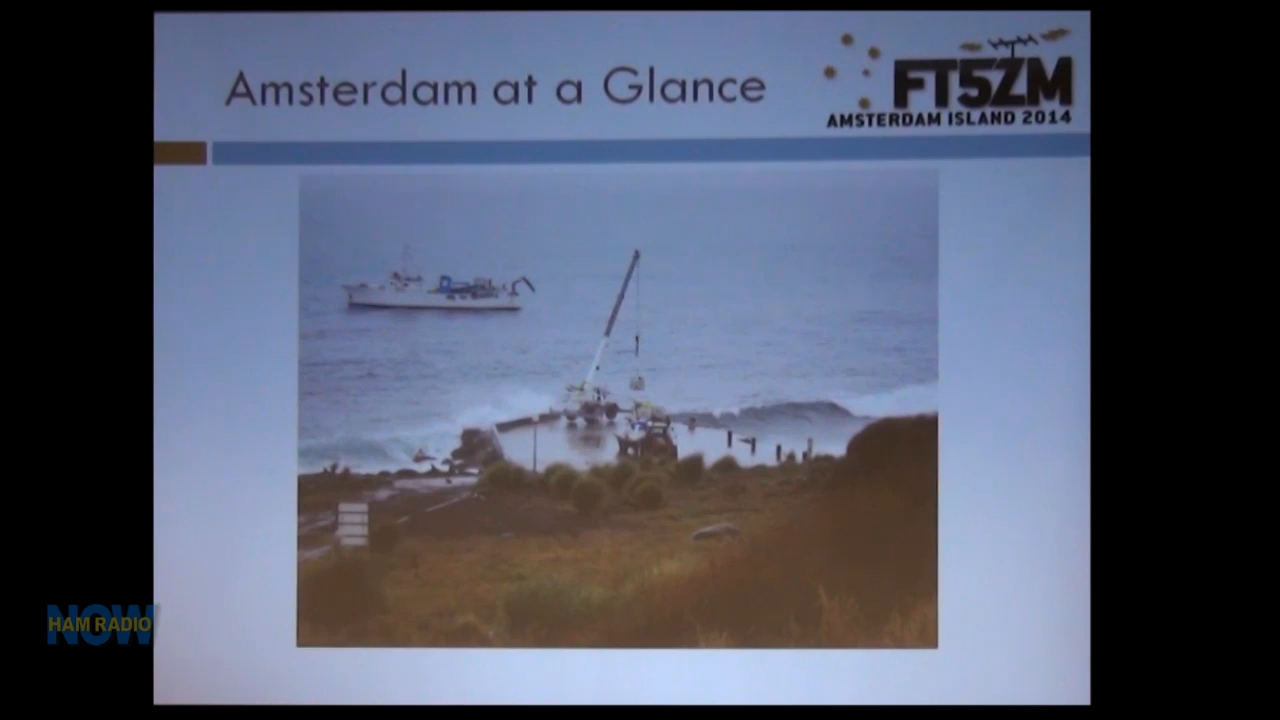 Amsterdam at a Glance
FT5ZM
AMSTERDAM ISLAND 2014
HAM RADIO
NOW